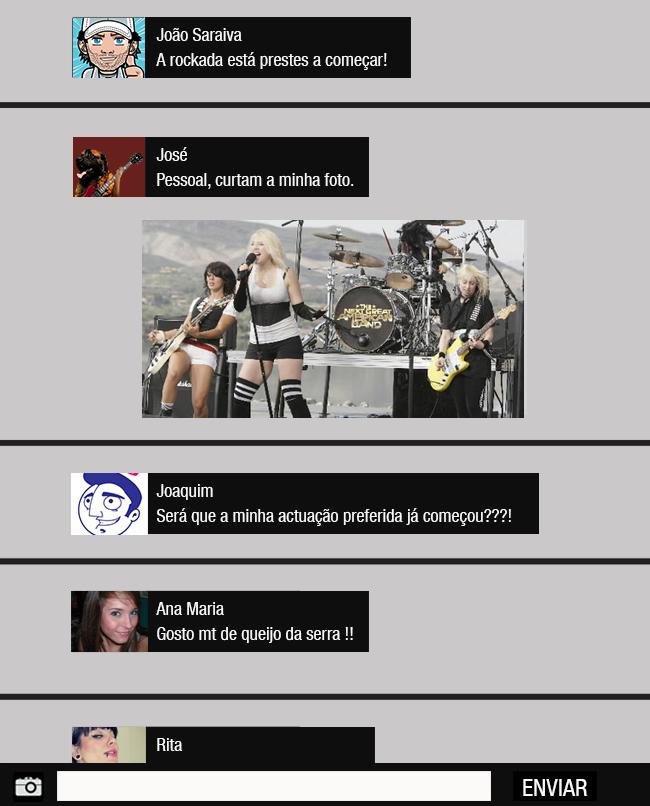 João Saraiva
A rockada está prestes a começar!
José
Pessoal, curtam a minha foto.
THE
NEXT GREAT
AMERICAN
BAND
Marshall
Joaquim
Será que a minha actuação preferida já começou???!
Ana Maria
Gosto mt de queijo da serra !!
Rita
ENVIAR